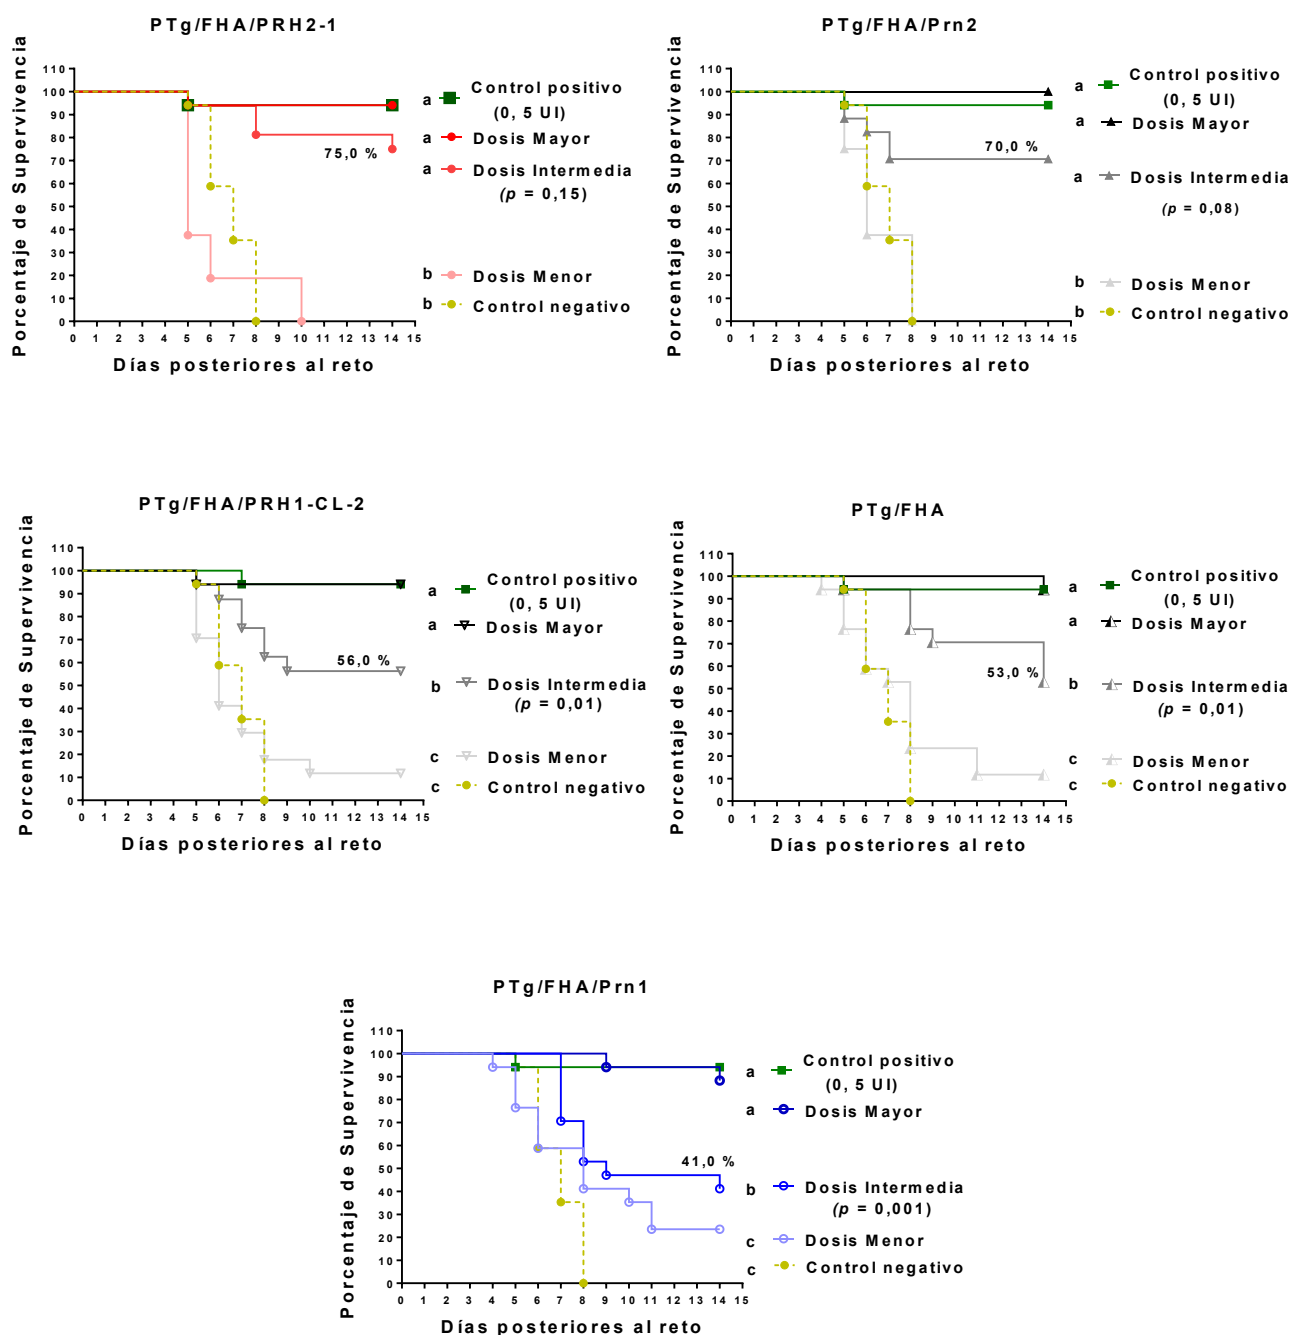 PTg/FHA/PRH2-1
Porcentaje de Supervivencia
110
100
90
80
70
60
50
40
30
20
10
0
0 1 2 3 4 5 6 7 8 9 10 11 12 13 14 15
Días posteriores al reto
75,0 %
a Control positivo
(0, 5 UI)
a Dosis Mayor
a Dosis Intermedia
(p = 0,15)
b Dosis Menor
b Control negativo
PTg/FHA/Prn2
Porcentaje de Supervivencia
110
100
90
80
70
60
50
40
30
20
10
0
0 1 2 3 4 5 6 7 8 9 10 11 12 13 14 15
Días posteriores al reto
70,0 %
a Control positivo
(0, 5 UI)
a Dosis Mayor
a Dosis Intermedia
(p = 0,08)
b Dosis Menor
b Control negativo
PTg/FHA/PRH1-CL-2
Porcentaje de Supervivencia
110
100
90
80
70
60
50
40
30
20
10
0
0 1 2 3 4 5 6 7 8 9 10 11 12 13 14 15
Días posteriores al reto
56,0 %
a Control positivo
(0, 5 UI)
a Dosis Mayor
b Dosis Intermedia
(p = 0,01)
c Dosis Menor
c Control negativo
PTg/FHA
Porcentaje de Supervivencia
110
100
90
80
70
60
50
40
30
20
10
0
0 1 2 3 4 5 6 7 8 9 10 11 12 13 14 15
Días posteriores al reto
53,0 %
a Control positivo
(0, 5 UI)
a Dosis Mayor
b Dosis Intermedia
(p = 0,01)
c Dosis Menor
c Control negativo
PTg/FHA/Prn1
Porcentaje de Supervivencia
110
100
90
80
70
60
50
40
30
20
10
0
0 1 2 3 4 5 6 7 8 9 10 11 12 13 14 15
Días posteriores al reto
41,0 %
a Control positivo
(0, 5 UI)
a Dosis Mayor
b Dosis Intermedia
(p = 0,001)
c Dosis Menor
c Control negativo